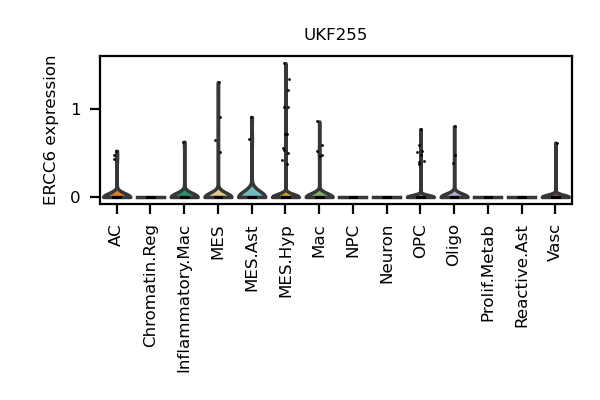 UKF255
ERCC6 expression
1
0
AC
Chromatin.Reg
Inflammatory.Mac
MES
MES.Ast
MES.Hyp
Mac
NPC
Neuron
OPC
Oligo
Prolif.Metab
Reactive.Ast
Vasc